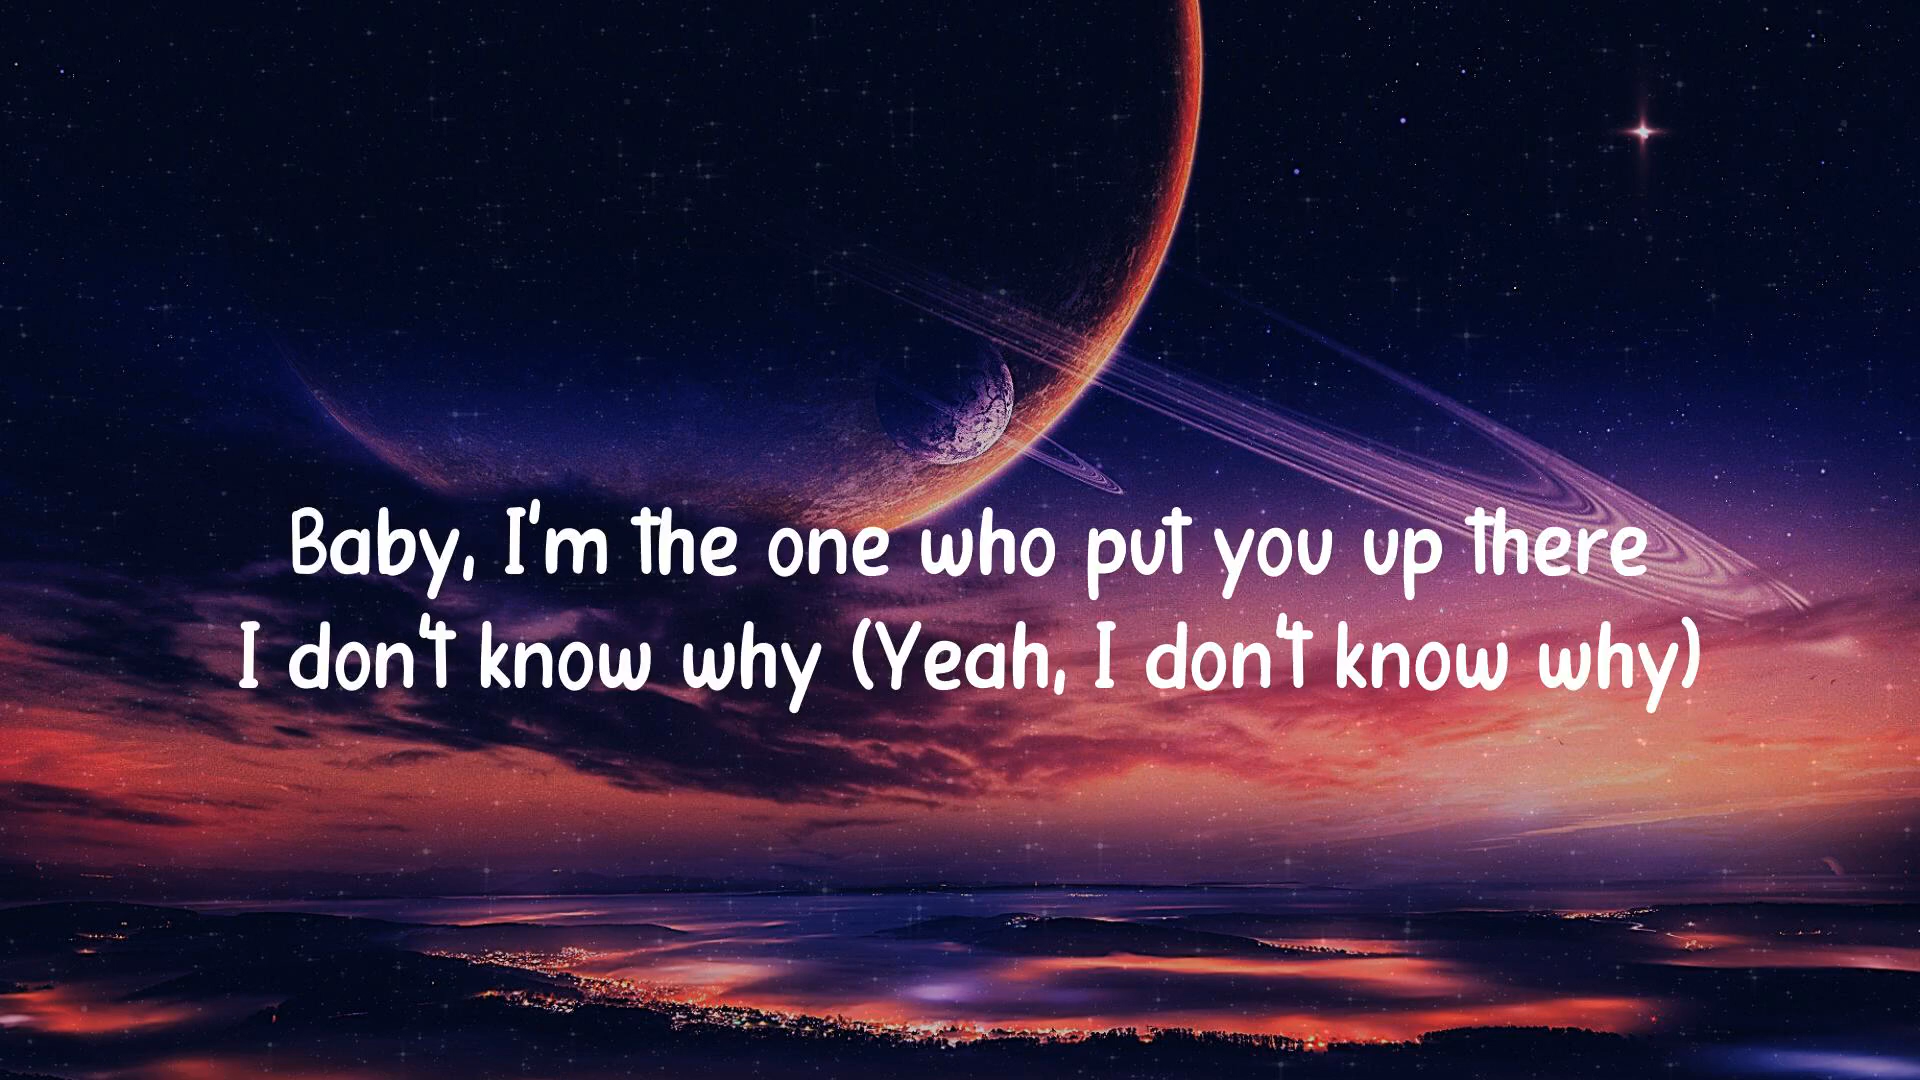 Baby, I'm the one who put you up there
I don't know why (Yeah, I don't know why)